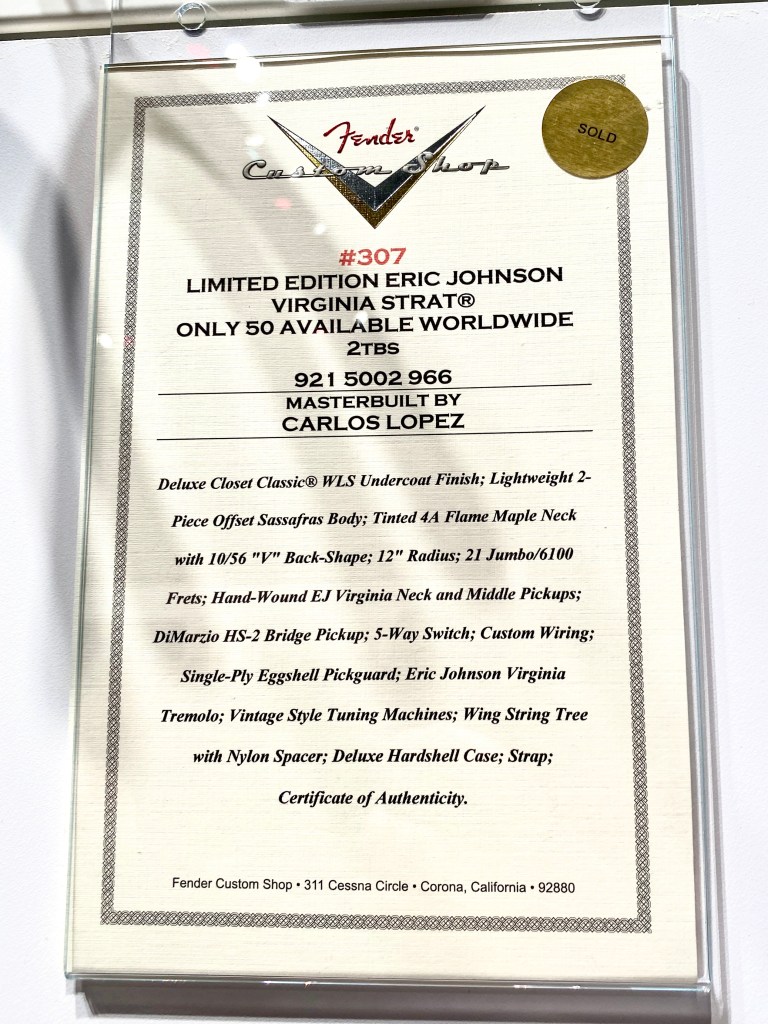 Fender®
Custom Shop
SOLD
#307
LIMITED EDITION ERIC JOHNSON
VIRGINIA STRAT®
ONLY 50 AVAILABLE WORLDWIDE
2TBS
921 5002 966
MASTERBUILT BY
CARLOS LOPEZ
Deluxe Closet Classic® WLS Undercoat Finish; Lightweight 2-
Piece Offset Sassafras Body; Tinted 4A Flame Maple Neck
with 10/56 "V" Back-Shape; 12" Radius; 21 Jumbo/6100
Frets; Hand-Wound EJ Virginia Neck and Middle Pickups;
DiMarzio HS-2 Bridge Pickup; 5-Way Switch; Custom Wiring;
Single-Ply Eggshell Pickguard; Eric Johnson Virginia
Tremolo; Vintage Style Tuning Machines; Wing String Tree
with Nylon Spacer; Deluxe Hardshell Case; Strap;
Certificate of Authenticity.
Fender Custom Shop • 311 Cessna Circle • Corona, California • 92880